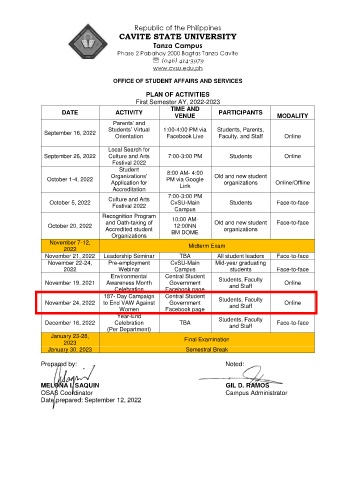 Republic of the Philippines
CAVITE STATE UNIVERSITY
Tanza Campus
Phase 2 Pabahay 2000 Bagtas Tanza Cavite
☏ (046) 414-3979
www.cvsu.edu.ph
OFFICE OF STUDENT AFFAIRS AND SERVICES
PLAN OF ACTIVITIES
First Semester AY, 2022-2023
DATE ACTIVITY TIME AND VENUE PARTICIPANTS MODALITY
September 16, 2022 Parents' and Students' Virtual Orientation 1:00-4:00 PM via Facebook Live Students, Parents, Faculty, and Staff Online
September 26, 2022 Local Search for Culture and Arts Festival 2022 7:00-3:00 PM Students Online
October 1-4, 2022 Student Organizations' Application for Accreditation 8:00 AM- 4:00 PM via Google Link Old and new student organizations Online/Offline
October 5, 2022 Culture and Arts Festival 2022 7:00-3:00 PM CvSU-Main Campus Students Face-to-face
October 20, 2022 Recognition Program and Oath-taking of Accredited student Organizations 10:00 AM- 12:00NN BM DOME Old and new student organizations Face-to-face
November 7-12, 2022 Midterm Exam
November 21, 2022 Leadership Seminar TBA All student leaders Face-to-face
November 22-24, 2022 Pre-employment Webinar CvSU-Main Campus Mid-year graduating students Face-to-face
November 19, 2021 Environmental Awareness Month Celebration Central Student Government Facebook page Students, Faculty and Staff Online
November 24, 2022 187- Day Campaign to End VAW Against Women Central Student Government Facebook page Students, Faculty and Staff Online
December 16, 2022 Year-End Celebration (Per Department) TBA Students, Faculty and Staff Face-to-face
January 23-28, 2023 Final Examination
January 30, 2023 Semestral Break
Prepared by: Noted:
MELONA I. SAQUIN GIL D. RAMOS
OSAS Coordinator Campus Administrator
Date prepared: September 12, 2022